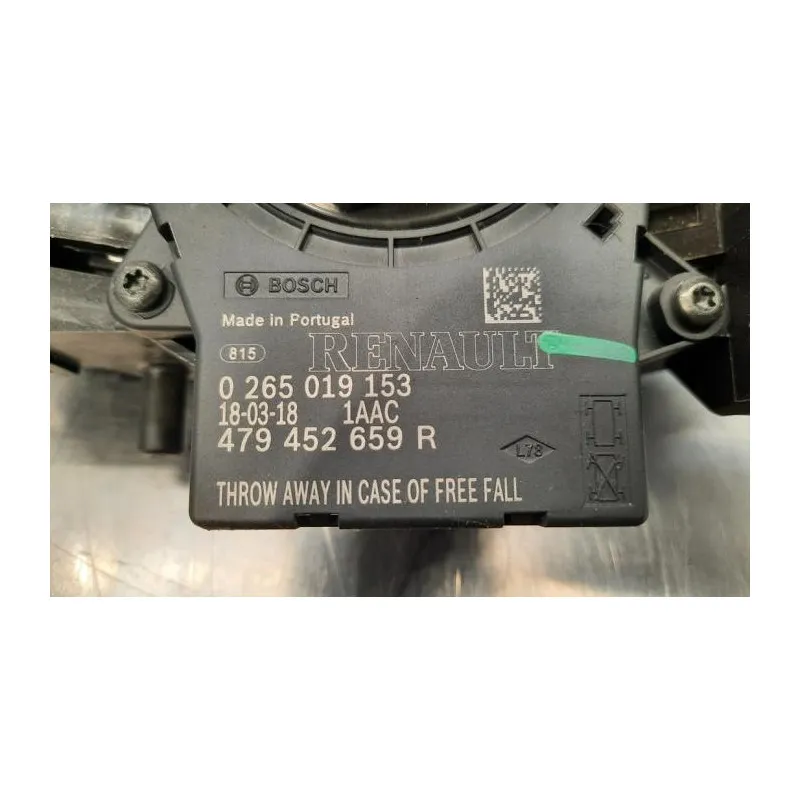 BOSCH
Made in Portugal
815 RENAULT
0 265 019 153
18-03-18 1AAC
479 452 659 R
L78
THROW AWAY IN CASE OF FREE FALL